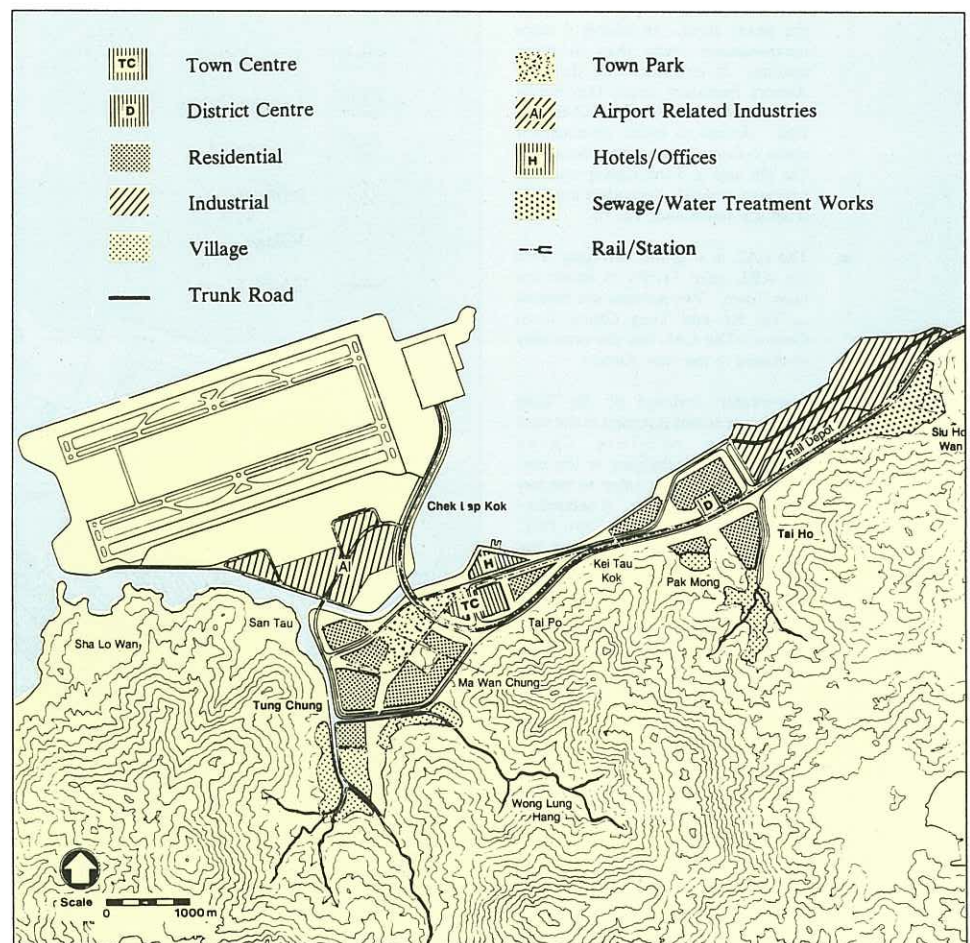 TC Town Centre
D District Centre
Residential
Industrial
Village
Trunk Road
Town Park
AI Airport Related Industries
H Hotels/Offices
Sewage/Water Treatment Works
Rail/Station
Siu Ho
Wan
Rail Depot
Chek Lap Kok
D
Tai Ho
AI
H
Kei Tau
Kok
Pak Mong
TC
San Tau
Tai Po
Sha Lo Wan
Ma Wan Chung
Tung Chung
Wong Lung
Hang
Scale 0 1000 m